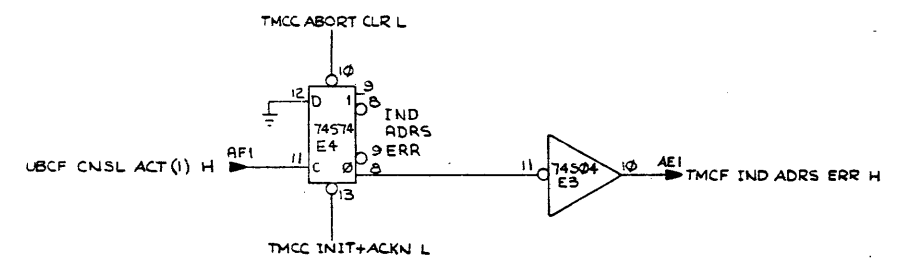 TMCC ABORT CLR L
10
12 D 1 9
8
IND
ADRS
ERR
74S74
E4
UBCF CNSL ACT (1) H AF1 11 C 0 9
8
13
TMCC INIT+ACKN L
11 74S04 10 AE1 TMCF IND ADRS ERR H
E3